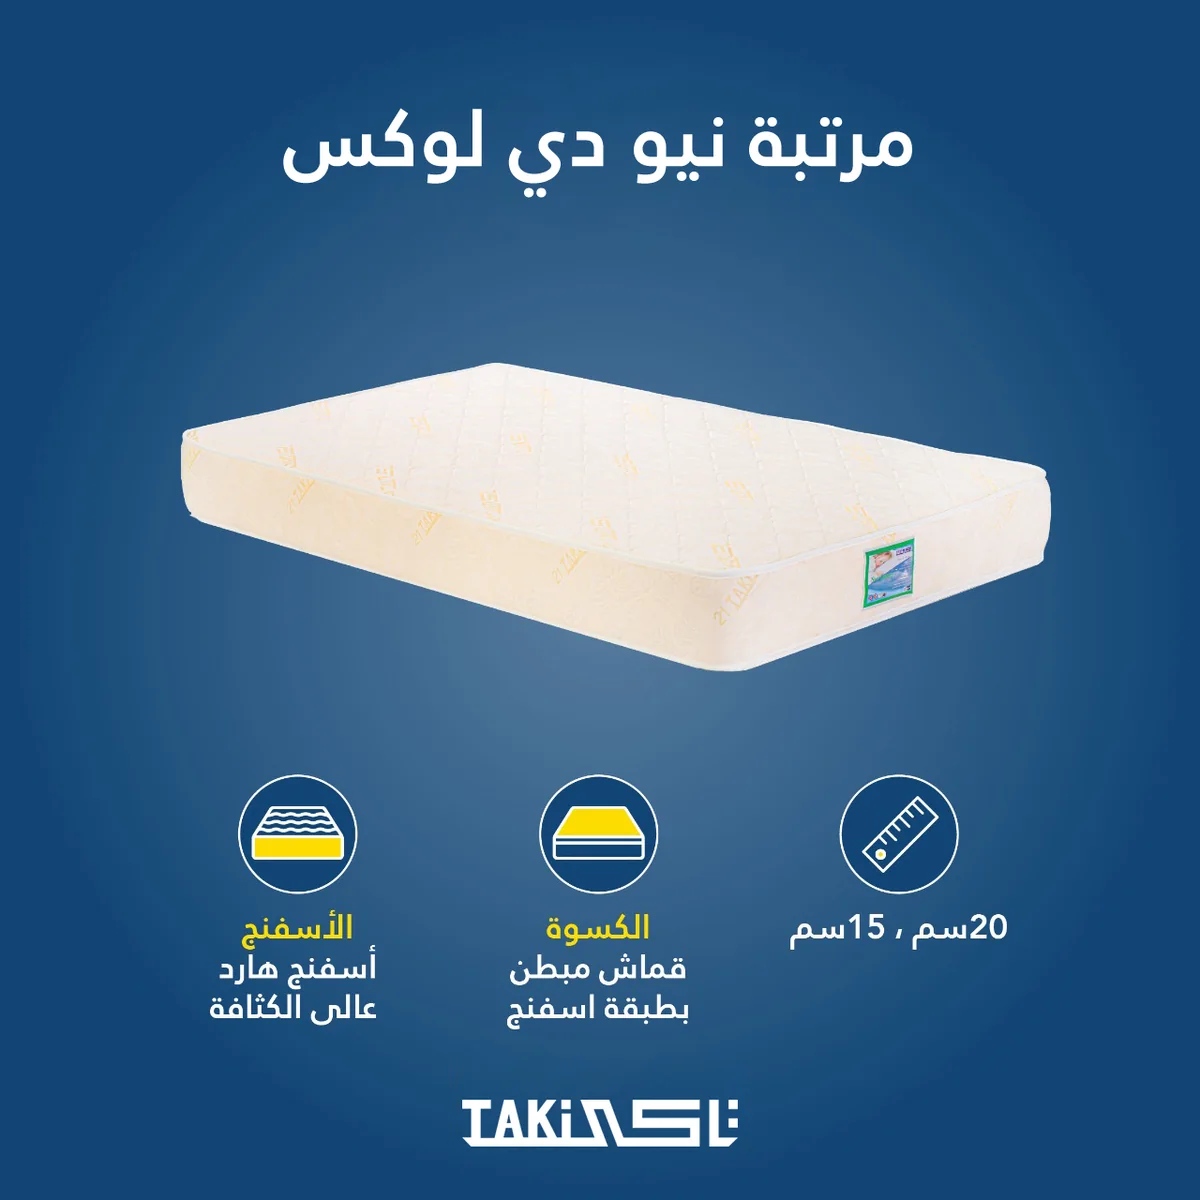 مرتبة نيو دي لوكس
20سم ، 15سم
الكسوة
قماش مبطن
بطبقة اسفنج
الأسفنج
أسفنج هارد
عالى الكثافة
TAKI تاكي